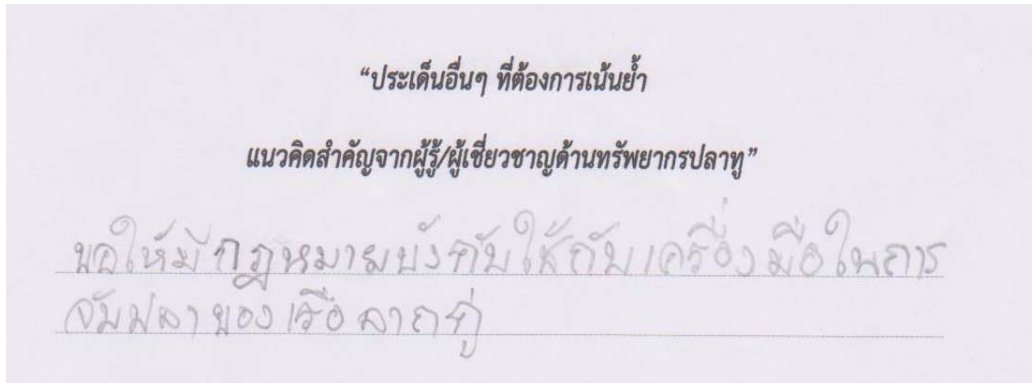 “ประเด็นอื่นๆ ที่ต้องการเน้นย้ำ
แนวคิดสำคัญจากผู้รู้/ผู้เชี่ยวชาญด้านทรัพยากรปลาทู”
ขอให้มีกฎหมายบังคับใช้กับเครื่องมือในการ
จับปลาของเรือลากคู่